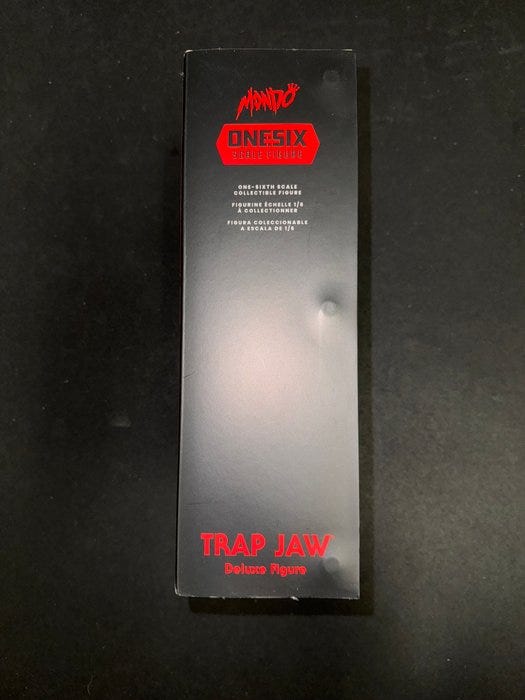 MONDO
ONESIX
SCALE FIGURE
ONE-SIXTH SCALE
COLLECTIBLE FIGURE
FIGURINE ÉCHELLE 1/6
À COLLECTIONNER
FIGURA COLECCIONABLE
A ESCALA DE 1/6
TRAP JAW
Deluxe Figure